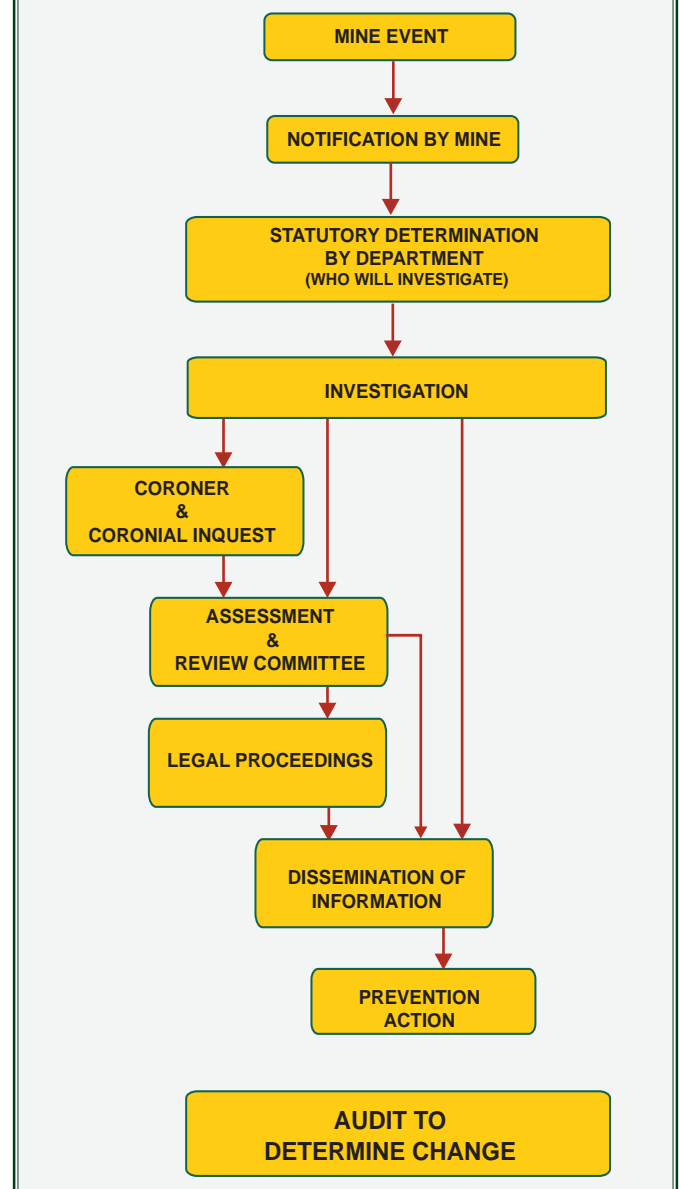 MINE EVENT
NOTIFICATION BY MINE
STATUTORY DETERMINATION
BY DEPARTMENT
(WHO WILL INVESTIGATE)
INVESTIGATION
CORONER
&
CORONIAL INQUEST
ASSESSMENT
&
REVIEW COMMITTEE
LEGAL PROCEEDINGS
DISSEMINATION OF
INFORMATION
PREVENTION
ACTION
AUDIT TO
DETERMINE CHANGE